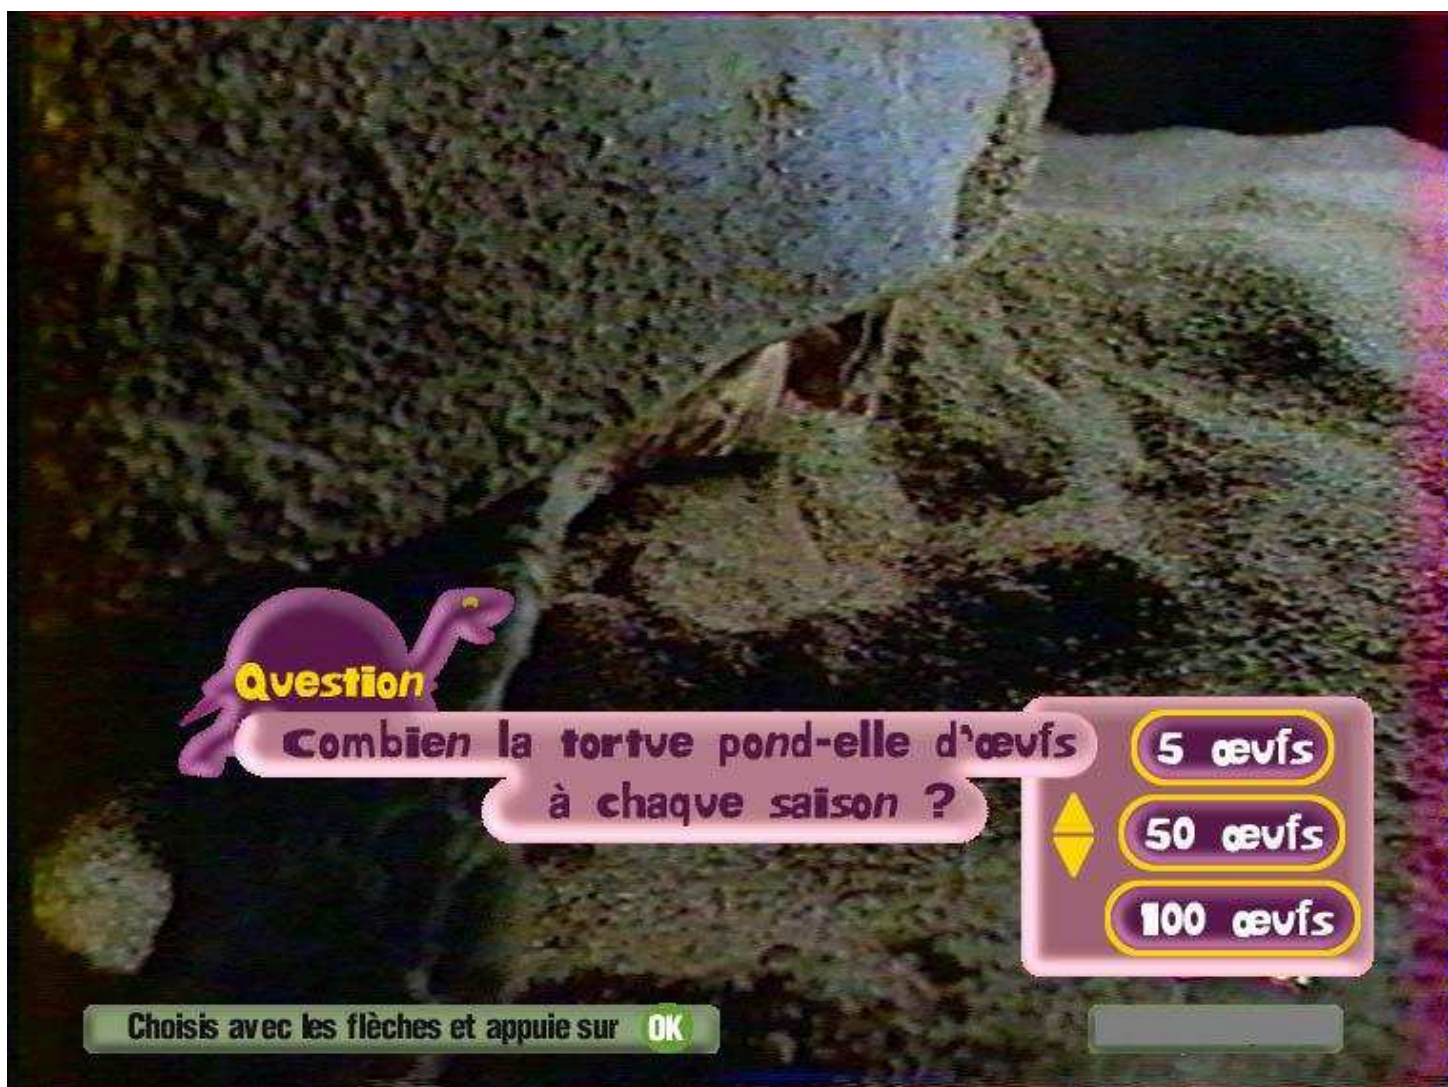 Question
Combien la tortue pond-elle d'œufs
à chaque saison ?
5 œufs
50 œufs
100 œufs
Choisis avec les flèches et appuie sur OK